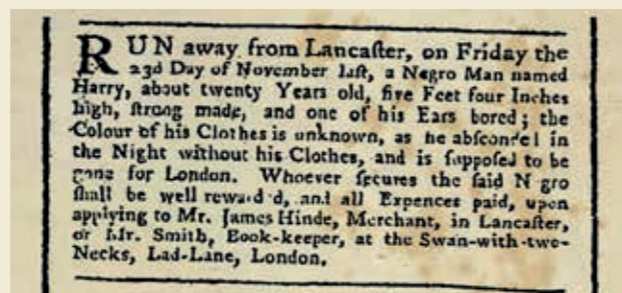 RUN away from Lancaſter, on Friday the
23d Day of November laſt, a Negro Man named
Harry, about twenty Years old, five Feet four Inches
high, ſtrong made, and one of his Ears bored; the
Colour of his Clothes is unknown, as he abſconded in
the Night without his Clothes, and is ſuppoſed to be
gone for London. Whoever ſecures the ſaid N gro
ſhall be well reward'd, and all Expences paid, upon
applying to Mr. James Hinde, Merchant, in Lancaſter,
or Mr. Smith, Book-keeper, at the Swan-with-two-
Necks, Lad-Lane, London.